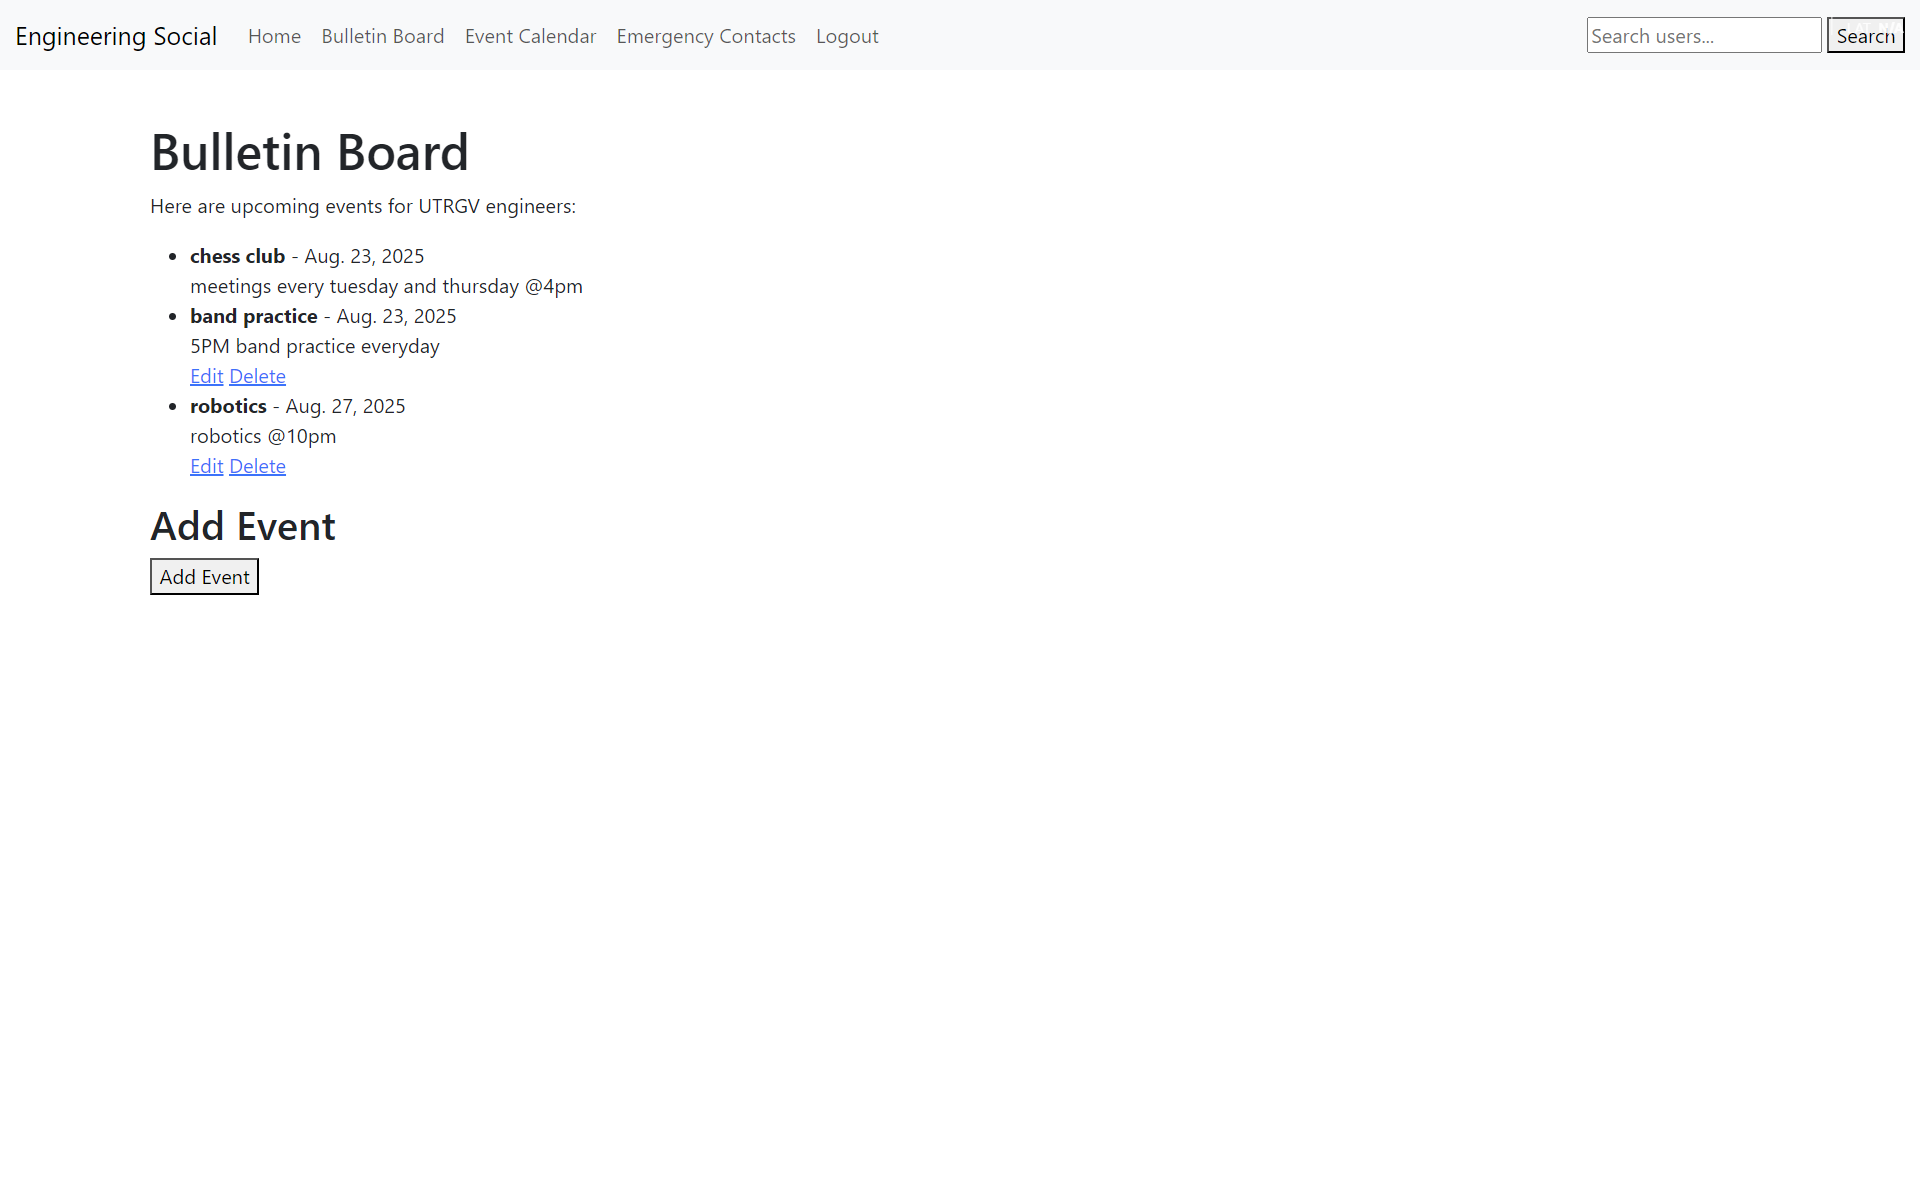 Engineering Social Home Bulletin Board Event Calendar Emergency Contacts Logout Search users... Search
Bulletin Board
Here are upcoming events for UTRGV engineers:
chess club - Aug. 23, 2025
meetings every tuesday and thursday @4pm
band practice - Aug. 23, 2025
5PM band practice everyday
Edit Delete
robotics - Aug. 27, 2025
robotics @10pm
Edit Delete
Add Event
Add Event